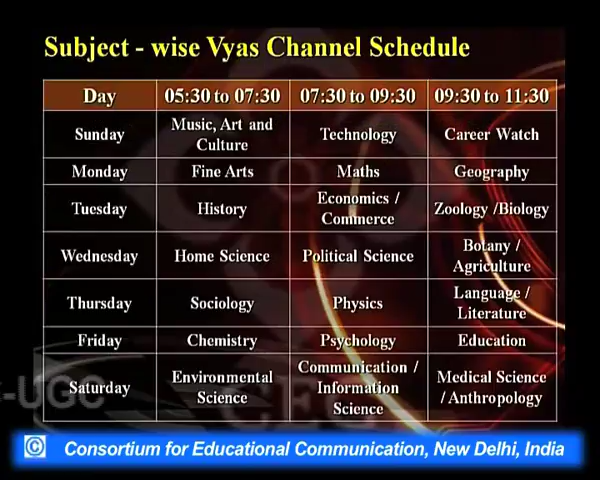 Subject - wise Vyas Channel Schedule
Day 05:30 to 07:30 07:30 to 09:30 09:30 to 11:30
Sunday Music, Art and Culture Technology Career Watch
Monday Fine Arts Maths Geography
Tuesday History Economics / Commerce Zoology /Biology
Wednesday Home Science Political Science Botany / Agriculture
Thursday Sociology Physics Language / Literature
Friday Chemistry Psychology Education
Saturday Environmental Science Communication / Information Science Medical Science / Anthropology
-UGC
CEC
© Consortium for Educational Communication, New Delhi, India